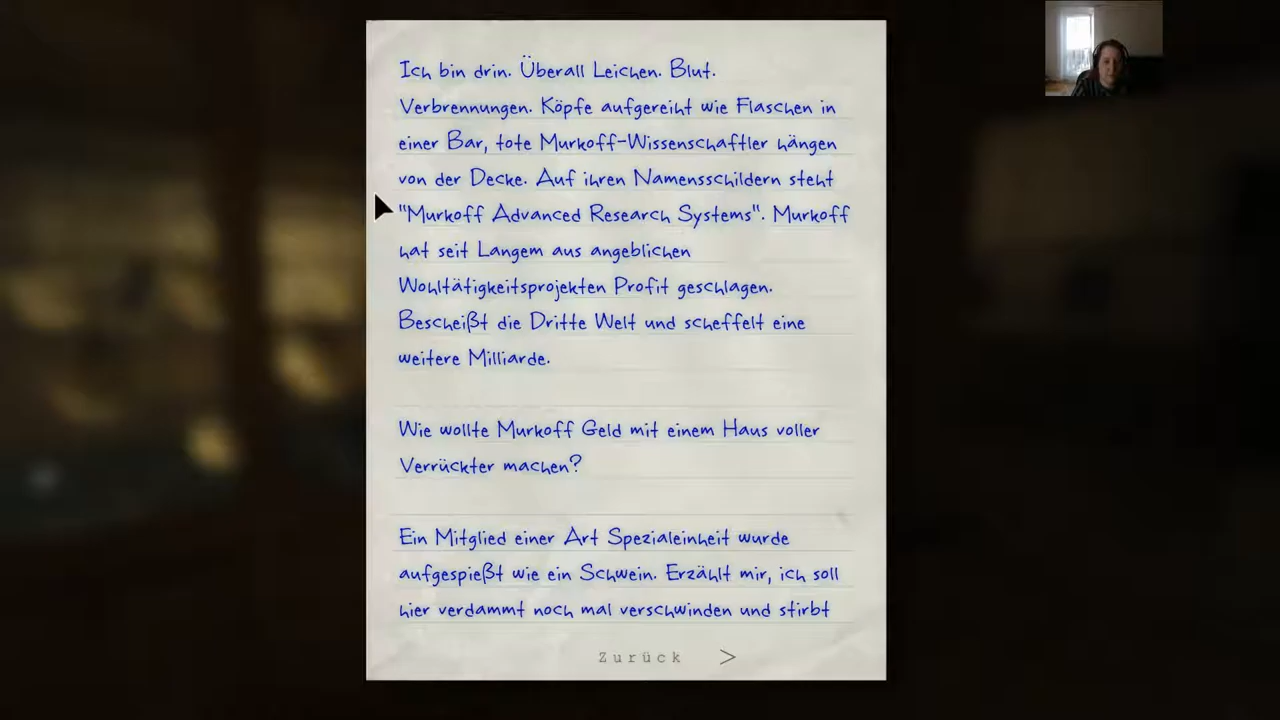 Ich bin drin. Überall Leichen. Blut.
Verbrennungen. Köpfe aufgereiht wie Flaschen in
einer Bar, tote Murkoff-Wissenschaftler hängen
von der Decke. Auf ihren Namensschildern steht
"Murkoff Advanced Research Systems". Murkoff
hat seit Langem aus angeblichen
Wohltätigkeitsprojekten Profit geschlagen.
Bescheißt die Dritte Welt und scheffelt eine
weitere Milliarde.
Wie wollte Murkoff Geld mit einem Haus voller
Verrückter machen?
Ein Mitglied einer Art Spezialeinheit wurde
aufgespießt wie ein Schwein. Erzählt mir, ich soll
hier verdammt noch mal verschwinden und stirbt
Zurück >